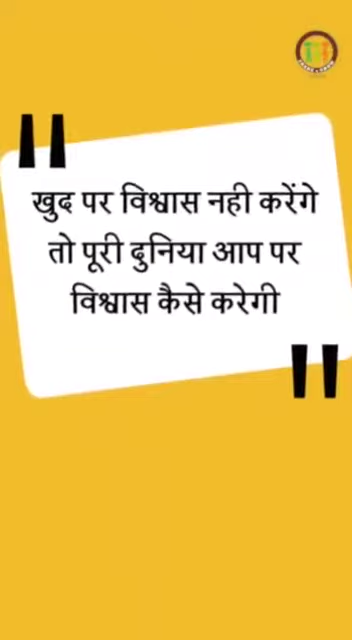 खुद पर विश्वास नही करेंगे
तो पूरी दुनिया आप पर
विश्वास कैसे करेगी